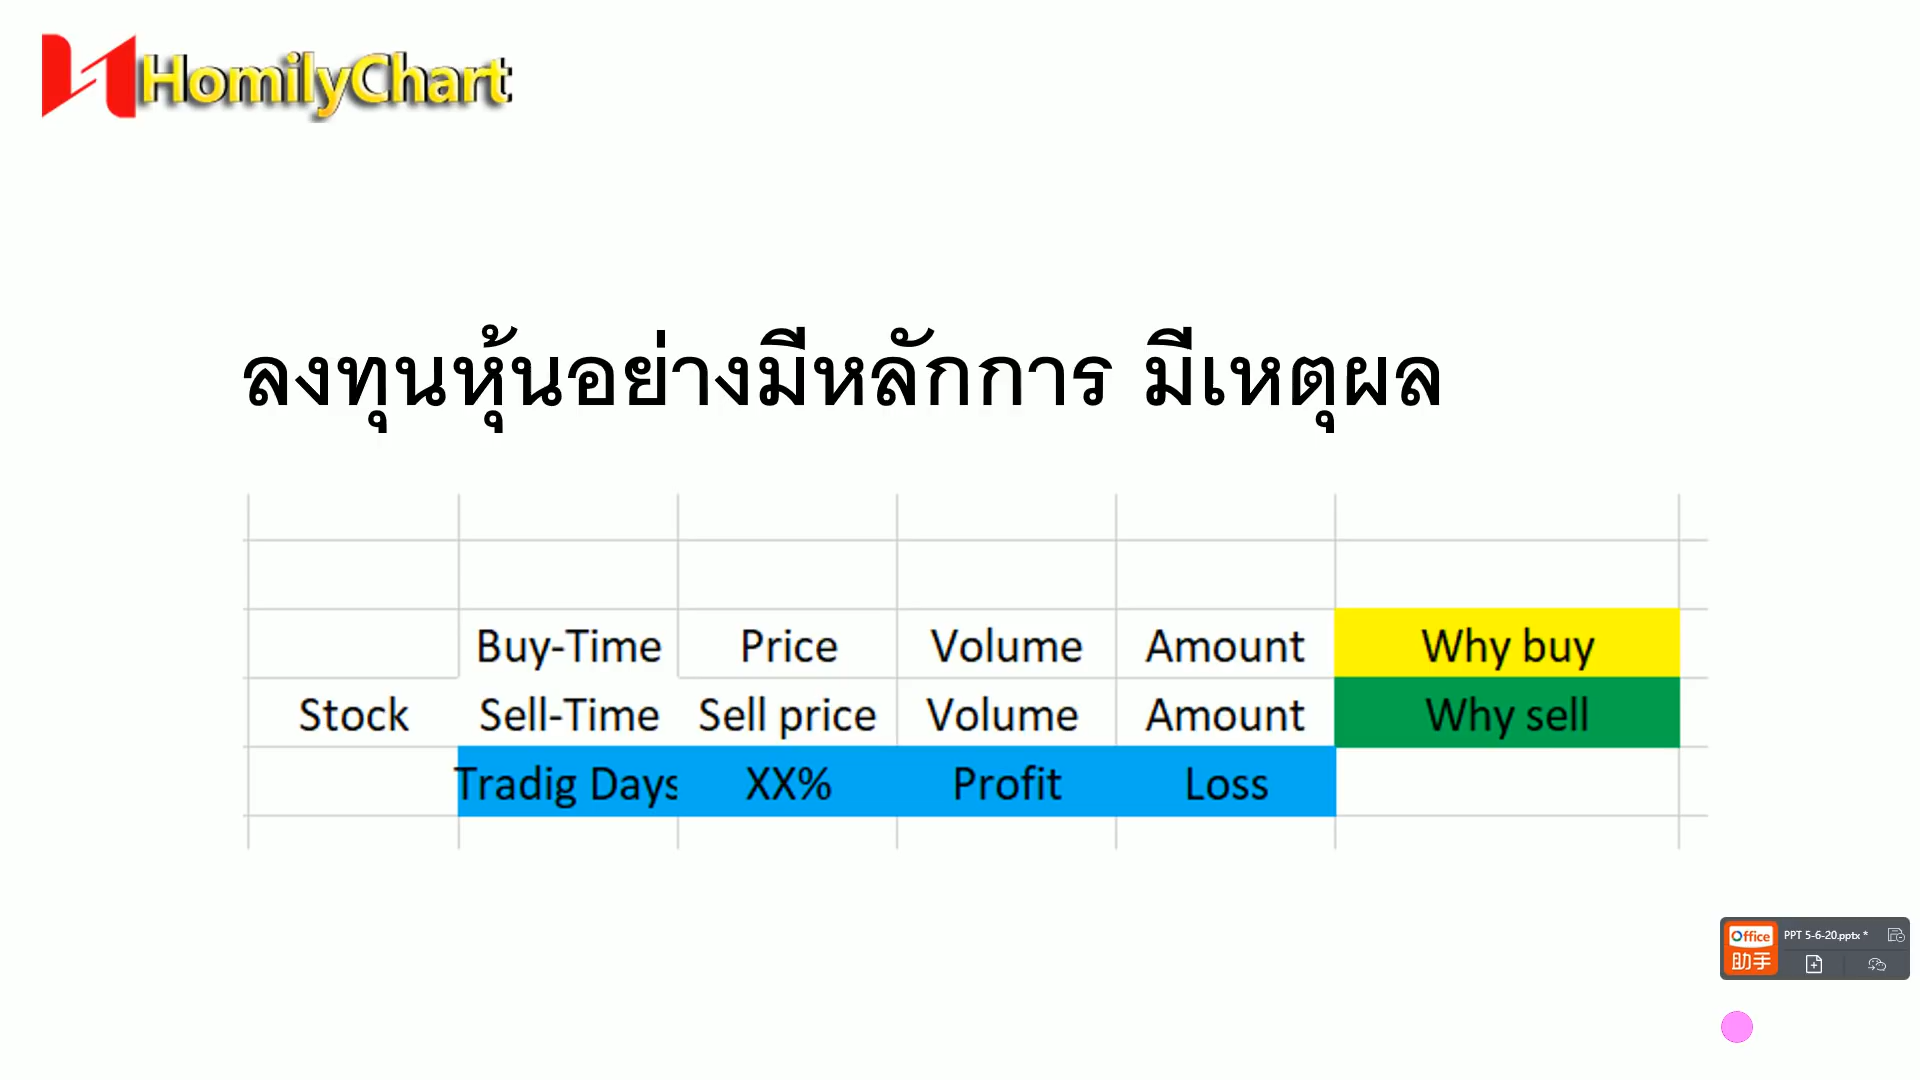 HomilyChart
ลงทุนหุ้นอย่างมีหลักการ มีเหตุผล
Buy-Time Price Volume Amount Why buy
Stock Sell-Time Sell price Volume Amount Why sell
Tradig Days XX% Profit Loss
Office PPT 5-6-20.pptx *
助手